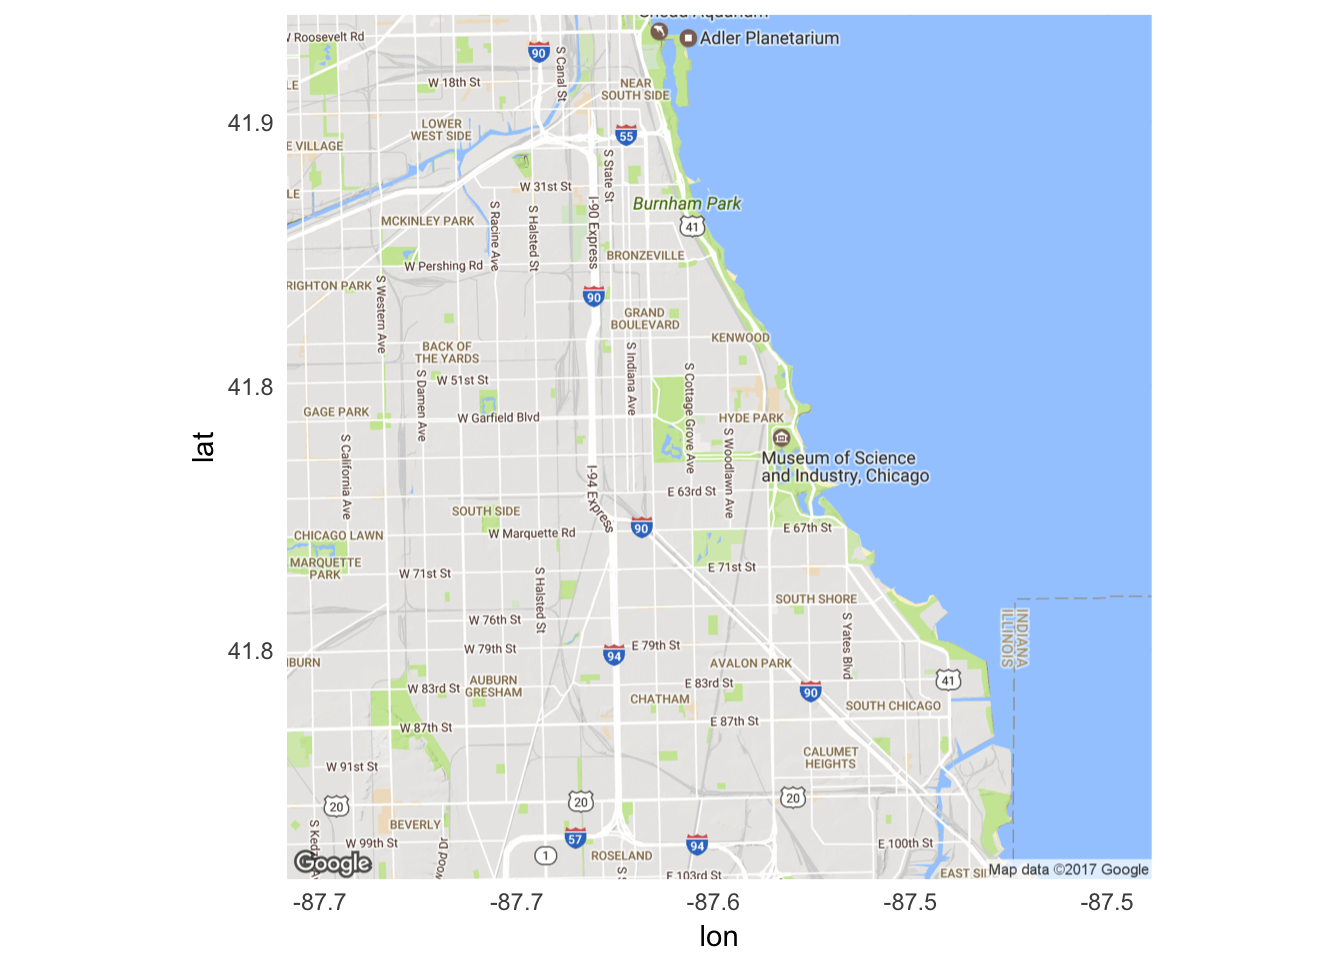 Adler Planetarium
W Roosevelt Rd
90
S Canal St
W 18th St
NEAR
SOUTH SIDE
LE
41.9
LOWER
WEST SIDE
55
E VILLAGE
S State St
W 31st St
LE
I-90 Express
Burnham Park
S Racine Ave
S Halsted St
MCKINLEY PARK
41
BRONZEVILLE
W Pershing Rd
RIGHTON PARK
S Western Ave
90
GRAND
BOULEVARD
KENWOOD
BACK OF
THE YARDS
S Indiana Ave
W 51st St
41.8
S Damen Ave
S Cottage Grove Ave
GAGE PARK
W Garfield Blvd
HYDE PARK
lat
S California Ave
S Woodlawn Ave
Museum of Science
and Industry, Chicago
I-94 Express
E 63rd St
SOUTH SIDE
90
E 67th St
CHICAGO LAWN
W Marquette Rd
MARQUETTE
PARK
W 71st St
E 71st St
S Halsted St
SOUTH SHORE
W 76th St
S Yates Blvd
INDIANA
ILLINOIS
41.8
W 79th St
E 79th St
94
BURN
AVALON PARK
W 83rd St
AUBURN
GRESHAM
E 83rd St
90
41
CHATHAM
SOUTH CHICAGO
W 87th St
E 87th St
CALUMET
HEIGHTS
W 91st St
20
20
20
BEVERLY
57
94
W 99th St
E 100th St
1
ROSELAND
Google
E 103rd St
EAST SI
Map data ©2017 Google
-87.7
-87.7
-87.6
-87.5
-87.5
lon